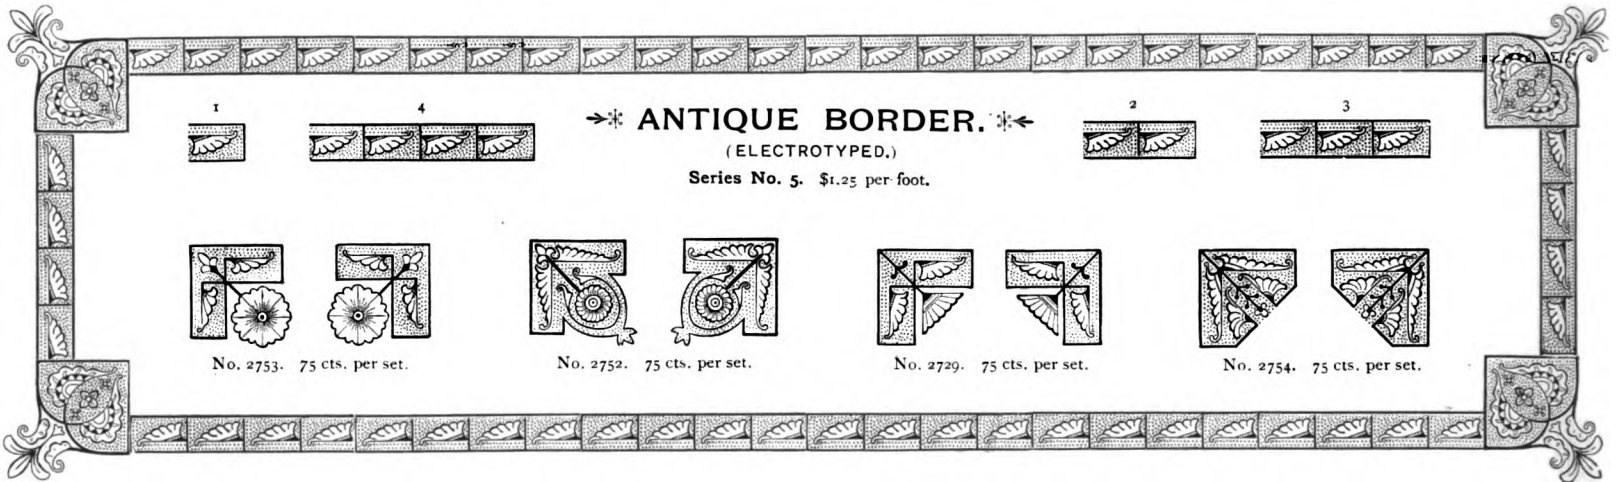 1 4 2 3
ANTIQUE BORDER.
(ELECTROTYPED.)
Series No. 5. $1.25 per foot.
No. 2753. 75 cts. per set. No. 2752. 75 cts. per set. No. 2729. 75 cts. per set. No. 2754. 75 cts. per set.